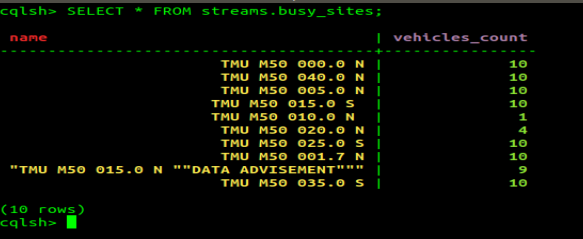 cqlsh> SELECT * FROM streams.busy_sites;
name | vehicles_count
----------------------------------------+----------------
TMU M50 000.0 N | 10
TMU M50 040.0 N | 10
TMU M50 005.0 N | 10
TMU M50 015.0 S | 10
TMU M50 010.0 N | 1
TMU M50 020.0 N | 4
TMU M50 025.0 S | 10
TMU M50 001.7 N | 10
"TMU M50 015.0 N ""DATA ADVISEMENT""" | 9
TMU M50 035.0 S | 10
(10 rows)
cqlsh>